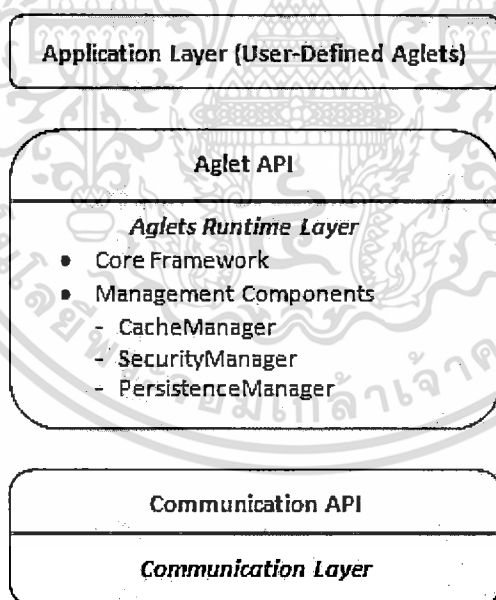 Application Layer (User-Defined Aglets)
Aglet API
Aglets Runtime Layer
• Core Framework
• Management Components
- CacheManager
- SecurityManager
- PersistenceManager
Communication API
Communication Layer